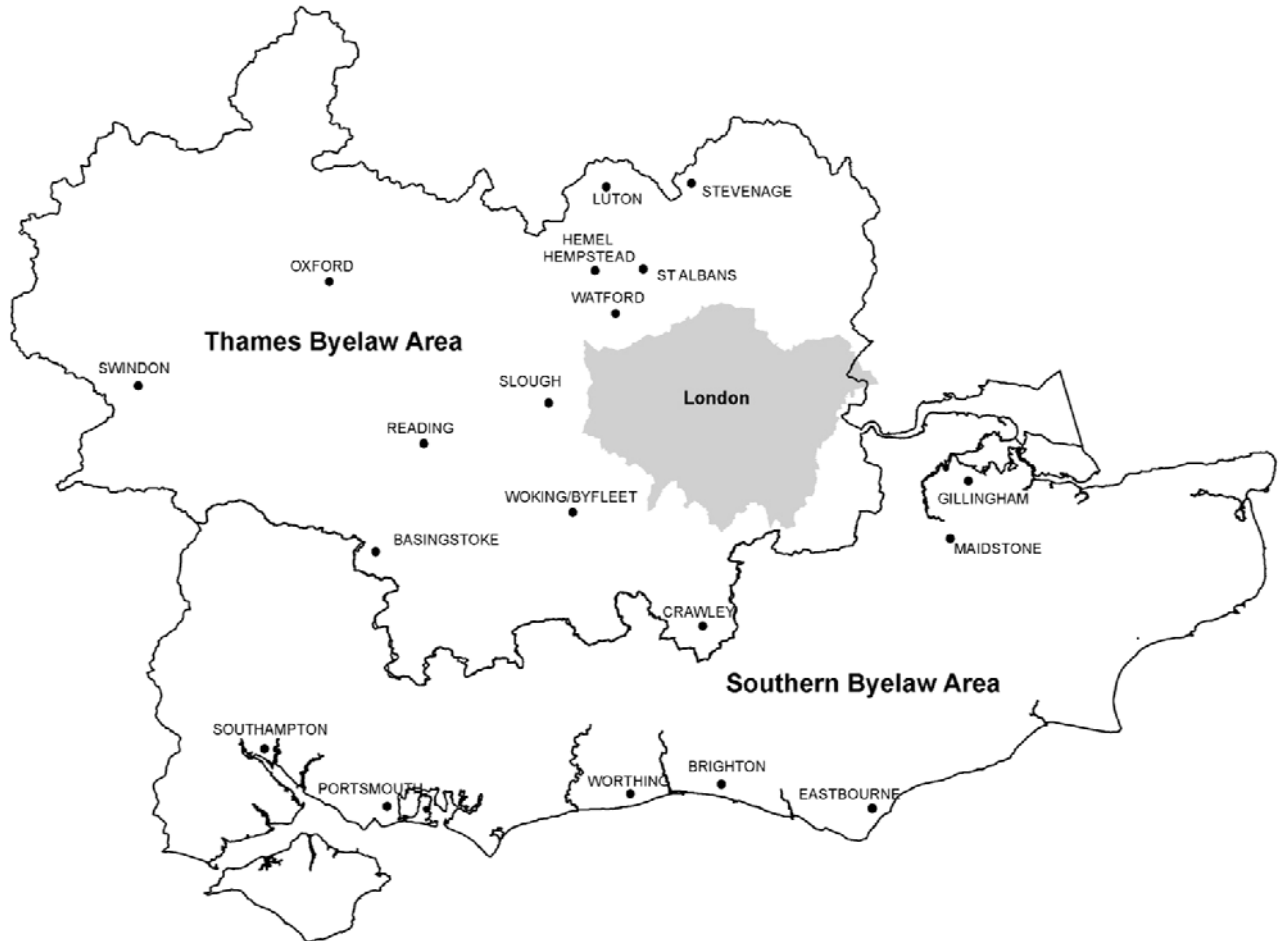 LUTON
STEVENAGE
HEMEL
HEMPSTEAD
ST ALBANS
OXFORD
WATFORD
Thames Byelaw Area
SWINDON
SLOUGH
London
READING
GILLINGHAM
WOKING/BYFLEET
BASINGSTOKE
MAIDSTONE
CRAWLEY
Southern Byelaw Area
SOUTHAMPTON
BRIGHTON
PORTSMOUTH
WORTHING
EASTBOURNE